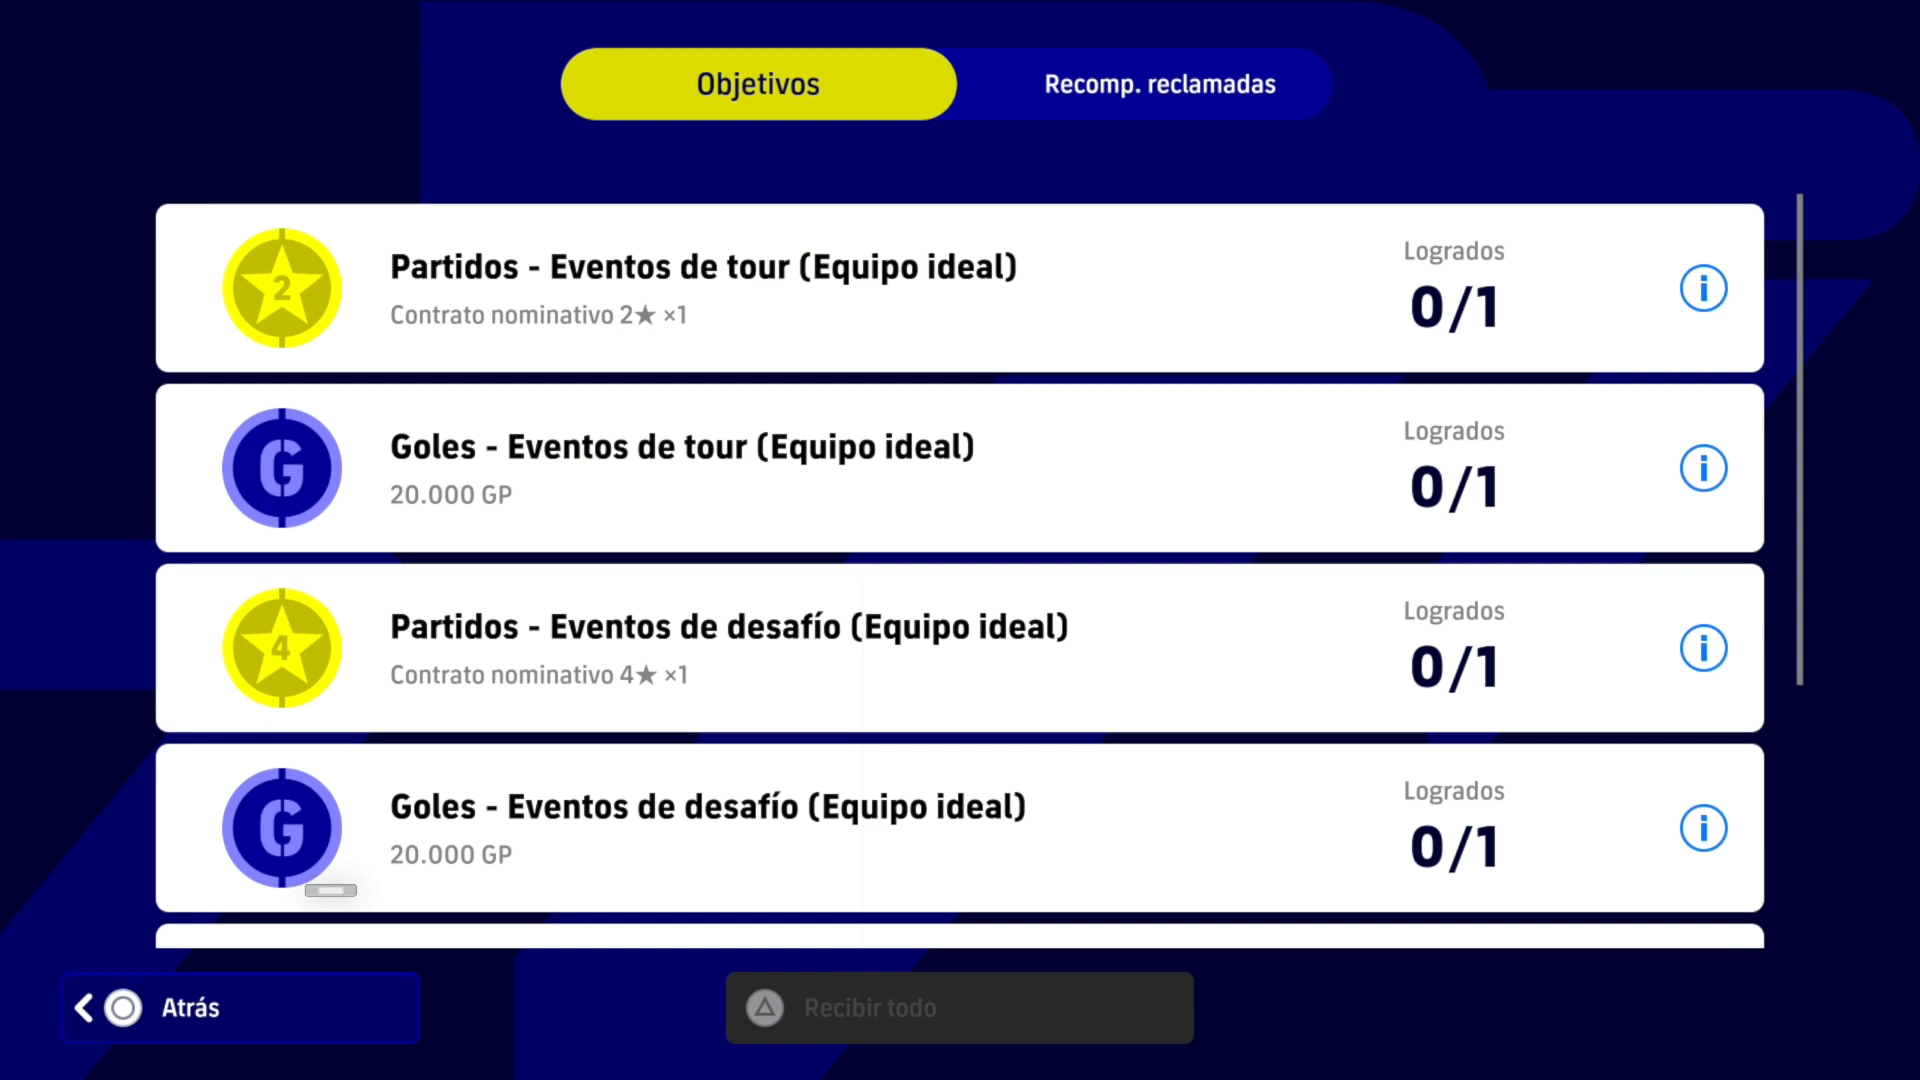 Objetivos
Recomp. reclamadas
2
Partidos - Eventos de tour (Equipo ideal)
Contrato nominativo 2★ ×1
Logrados
0/1
i
G
Goles - Eventos de tour (Equipo ideal)
20.000 GP
Logrados
0/1
i
4
Partidos - Eventos de desafío (Equipo ideal)
Contrato nominativo 4★ ×1
Logrados
0/1
i
G
Goles - Eventos de desafío (Equipo ideal)
20.000 GP
Logrados
0/1
i
Atrás
Recibir todo